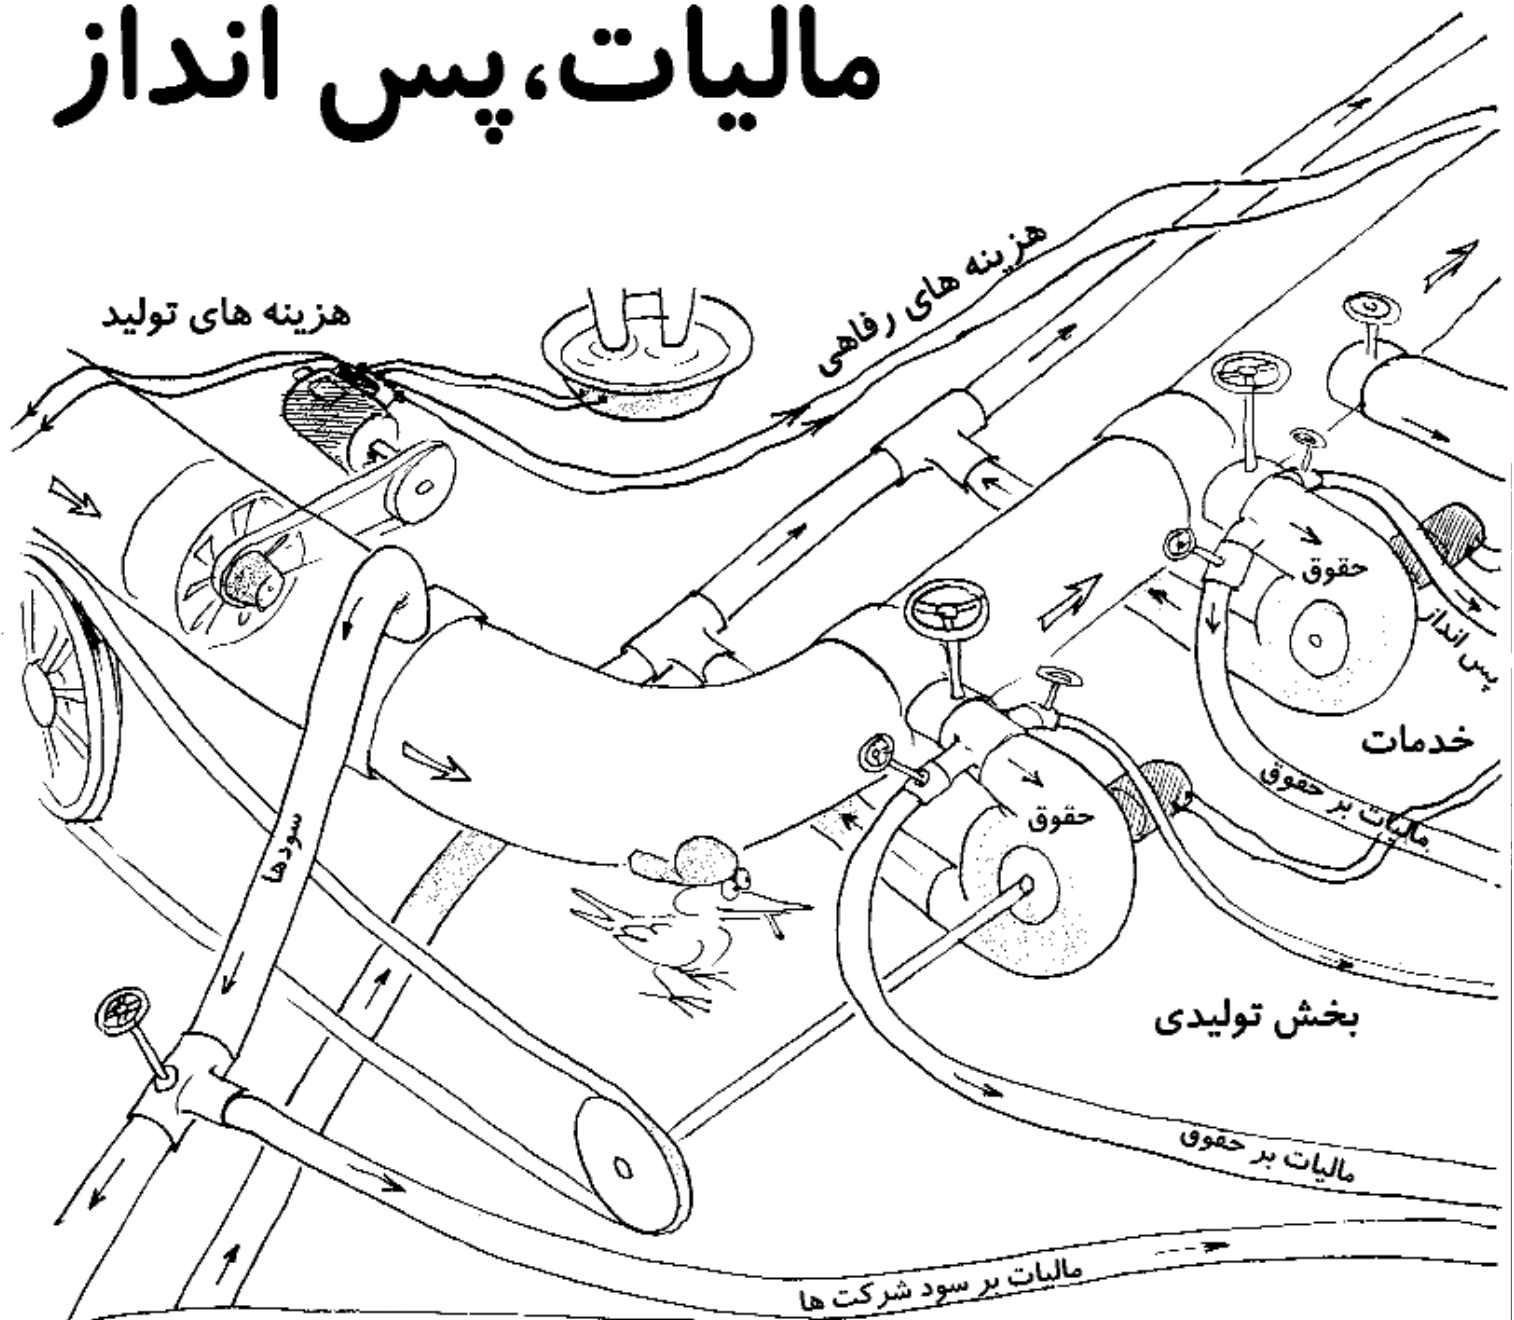 مالیات، پس انداز
هزینه های تولید
هزینه های رفاهی
حقوق
پس انداز
خدمات
مالیات بر حقوق
سودها
حقوق
بخش تولیدی
مالیات بر حقوق
مالیات بر سود شرکت ها